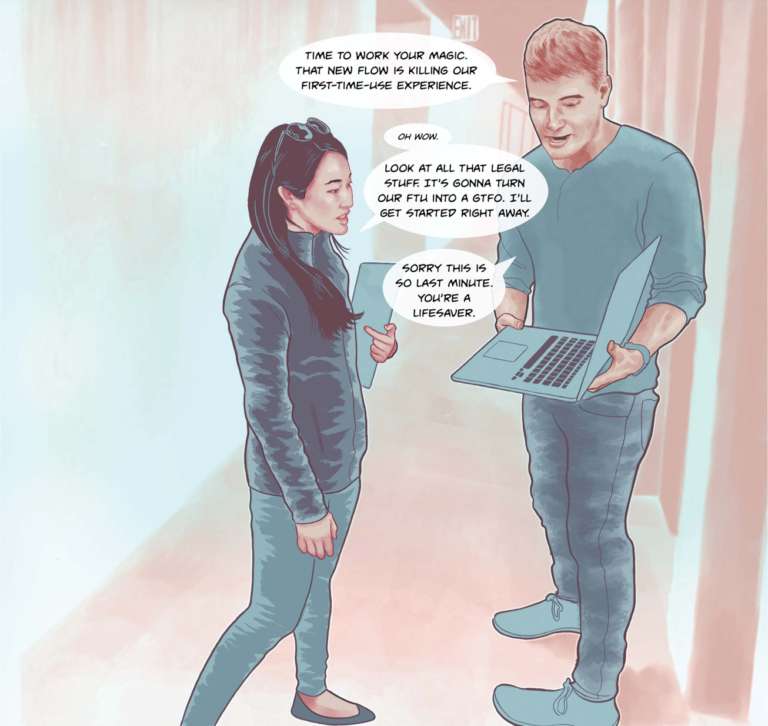 EXIT
TIME TO WORK YOUR MAGIC.
THAT NEW FLOW IS KILLING OUR
FIRST-TIME-USE EXPERIENCE.
OH WOW.
LOOK AT ALL THAT LEGAL
STUFF. IT'S GONNA TURN
OUR FTU INTO A GTFO. I'LL
GET STARTED RIGHT AWAY.
SORRY THIS IS
SO LAST MINUTE.
YOU'RE A
LIFESAVER.